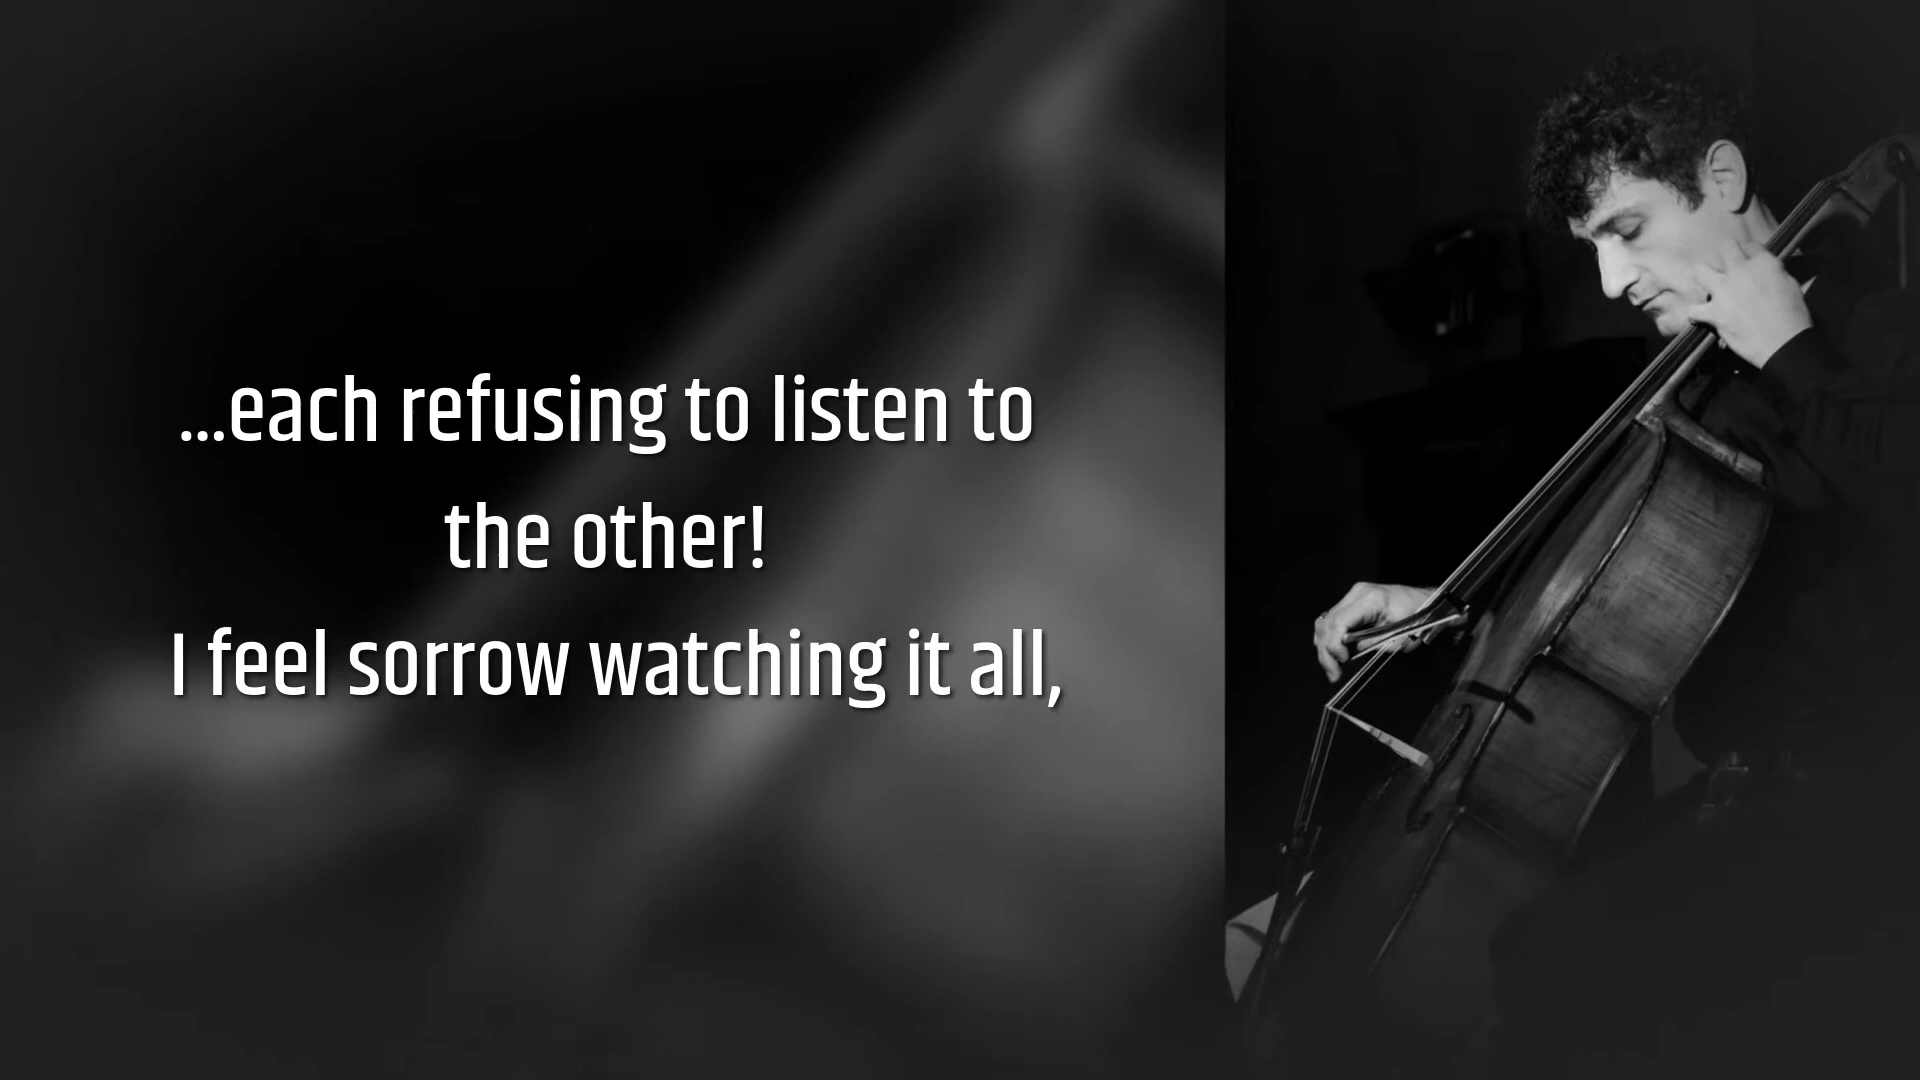 ...each refusing to listen to
the other!
I feel sorrow watching it all,